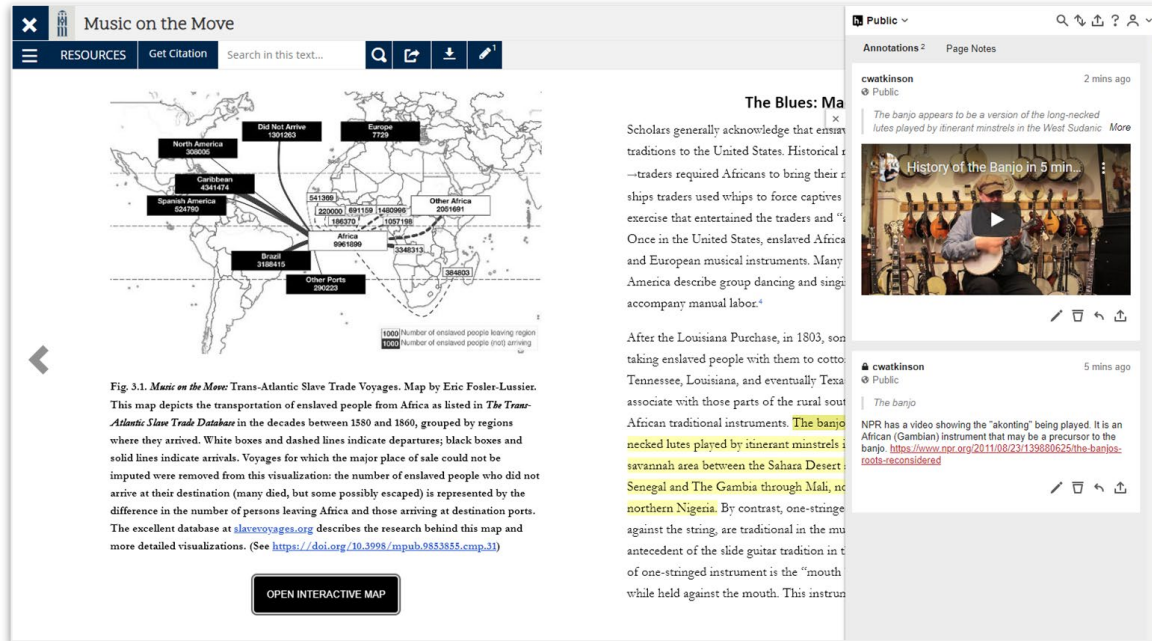 Music on the Move
RESOURCES
Get Citation
Search in this text...
1
Did Not Arrive
1301263
Europe
7729
North America
308005
Caribbean
4341474
Spanish America
524790
541369
220000
691159
1480996
186370
1057198
Other Africa
2051691
Africa
9961899
Brazil
3188415
3348313
384803
Other Ports
290223
1000 Number of enslaved people leaving region
1000 Number of enslaved people (not) arriving
Fig. 3.1. Music on the Move: Trans-Atlantic Slave Trade Voyages. Map by Eric Fosler-Lussier.
This map depicts the transportation of enslaved people from Africa as listed in The Trans-
Atlantic Slave Trade Database in the decades between 1580 and 1860, grouped by regions
where they arrived. White boxes and dashed lines indicate departures; black boxes and
solid lines indicate arrivals. Voyages for which the major place of sale could not be
imputed were removed from this visualization: the number of enslaved people who did not
arrive at their destination (many died, but some possibly escaped) is represented by the
difference in the number of persons leaving Africa and those arriving at destination ports.
The excellent database at slavevoyages.org describes the research behind this map and
more detailed visualizations. (See https://doi.org/10.3998/mpub.9853855.cmp.31)
OPEN INTERACTIVE MAP
The Blues: Ma
Scholars generally acknowledge that enslav
traditions to the United States. Historical r
→traders required Africans to bring their r
ships traders used whips to force captives
exercise that entertained the traders and “
Once in the United States, enslaved Africa
and European musical instruments. Many
America describe group dancing and singi
accompany manual labor.4
After the Louisiana Purchase, in 1803, son
taking enslaved people with them to cotto
Tennessee, Louisiana, and eventually Texa
associate with those parts of the rural sout
African traditional instruments. The banjo
necked lutes played by itinerant minstrels i
savannah area between the Sahara Desert
Senegal and The Gambia through Mali, no
northern Nigeria. By contrast, one-stringe
against the string, are traditional in the mu
antecedent of the slide guitar tradition in t
of one-stringed instrument is the “mouth
while held against the mouth. This instrun
h. Public
Annotations 2
Page Notes
cwatkinson
2 mins ago
Public
The banjo appears to be a version of the long-necked
lutes played by itinerant minstrels in the West Sudanic More
History of the Banjo in 5 min...
cwatkinson
5 mins ago
Public
The banjo
NPR has a video showing the "akonting" being played. It is an
African (Gambian) instrument that may be a precursor to the
banjo. https://www.npr.org/2011/08/23/139880625/the-banjos-
roots-reconsidered